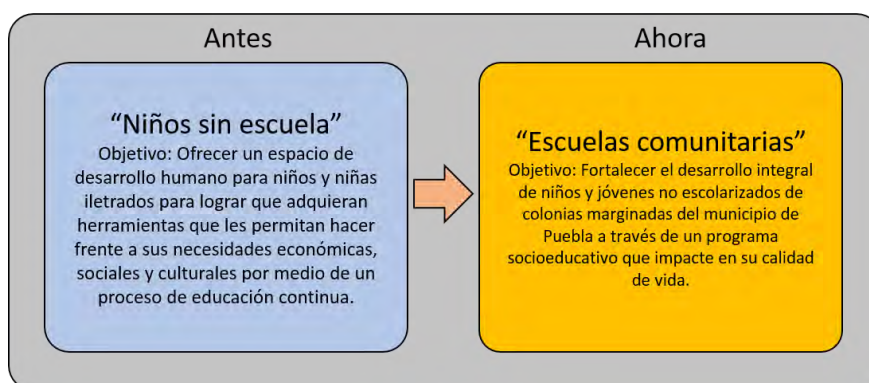 Antes
“Niños sin escuela”
Objetivo: Ofrecer un espacio de
desarrollo humano para niños y niñas
iletrados para lograr que adquieran
herramientas que les permitan hacer
frente a sus necesidades económicas,
sociales y culturales por medio de un
proceso de educación continua.
Ahora
“Escuelas comunitarias”
Objetivo: Fortalecer el desarrollo integral
de niños y jóvenes no escolarizados de
colonias marginadas del municipio de
Puebla a través de un programa
socioeducativo que impacte en su calidad
de vida.